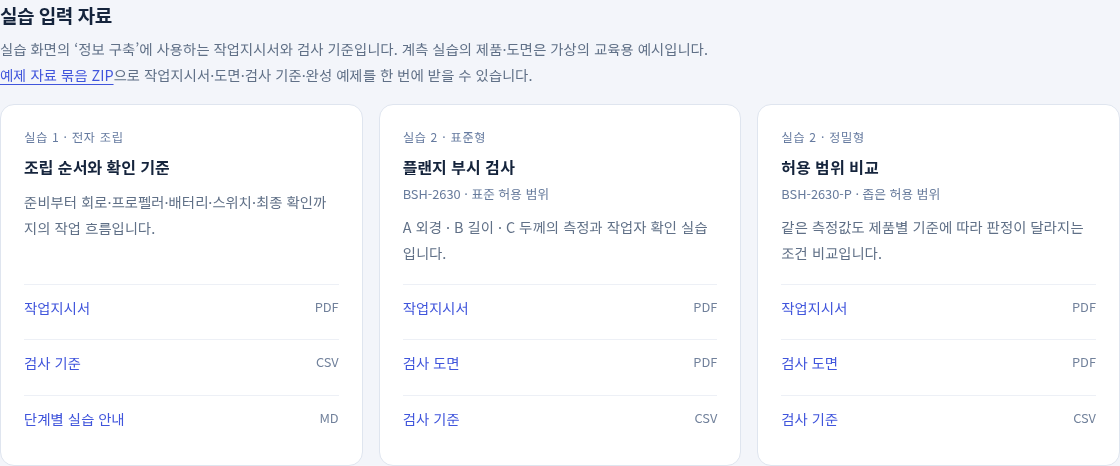 실습 입력 자료
실습 화면의 ‘정보 구축’에 사용하는 작업지시서와 검사 기준입니다. 계측 실습의 제품·도면은 가상의 교육용 예시입니다.
예제 자료 묶음 ZIP으로 작업지시서·도면·검사 기준·완성 예제를 한 번에 받을 수 있습니다.
실습 1 · 전자 조립
조립 순서와 확인 기준
준비부터 회로·프로펠러·배터리·스위치·최종 확인까
지의 작업 흐름입니다.
작업지시서 PDF
검사 기준 CSV
단계별 실습 안내 MD
실습 2 · 표준형
플랜지 부시 검사
BSH-2630 · 표준 허용 범위
A 외경 · B 길이 · C 두께의 측정과 작업자 확인 실습
입니다.
작업지시서 PDF
검사 도면 PDF
검사 기준 CSV
실습 2 · 정밀형
허용 범위 비교
BSH-2630-P · 좁은 허용 범위
같은 측정값도 제품별 기준에 따라 판정이 달라지는
조건 비교입니다.
작업지시서 PDF
검사 도면 PDF
검사 기준 CSV